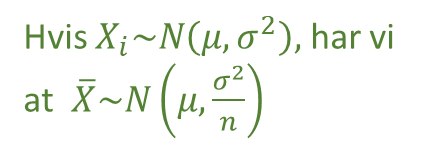 Hvis Xᵢ~N(μ, σ²), har vi
at X̄~N(μ, σ²/n)